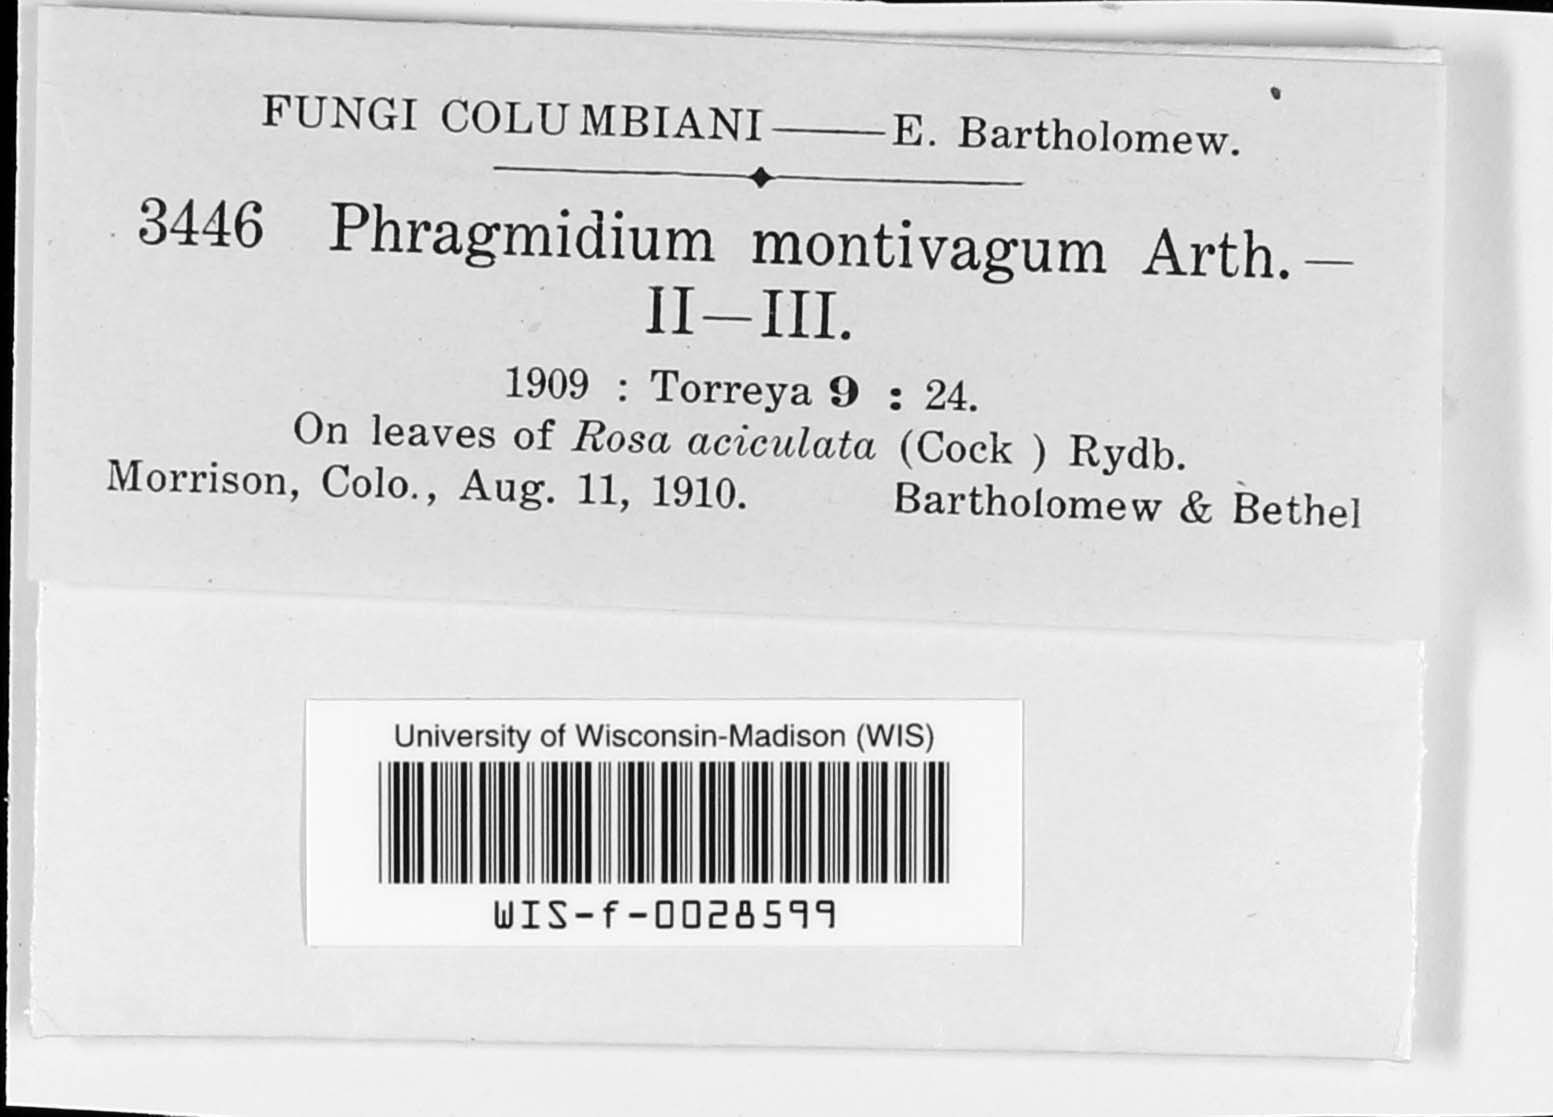 FUNGI COLUMBIANI——E. Bartholomew.
3446 Phragmidium montivagum Arth.—
II—III.
1909 : Torreya 9 : 24.
On leaves of Rosa aciculata (Cock ) Rydb.
Morrison, Colo., Aug. 11, 1910. Bartholomew & Bethel
University of Wisconsin-Madison (WIS)
WIS-f-0028599